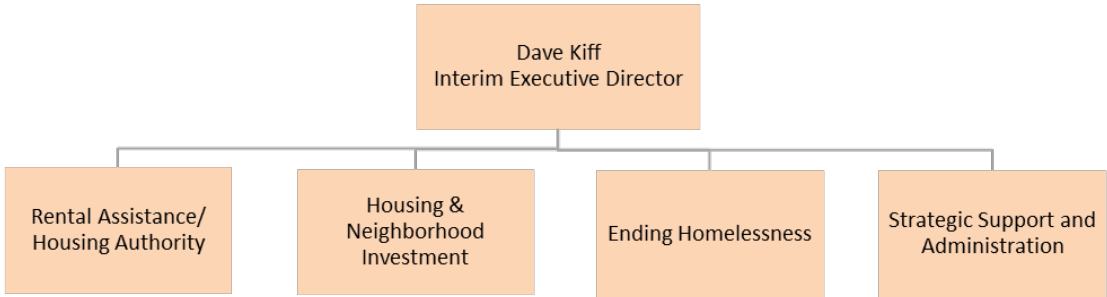 Dave Kiff
Interim Executive Director
Rental Assistance/
Housing Authority
Housing &
Neighborhood
Investment
Ending Homelessness
Strategic Support and
Administration